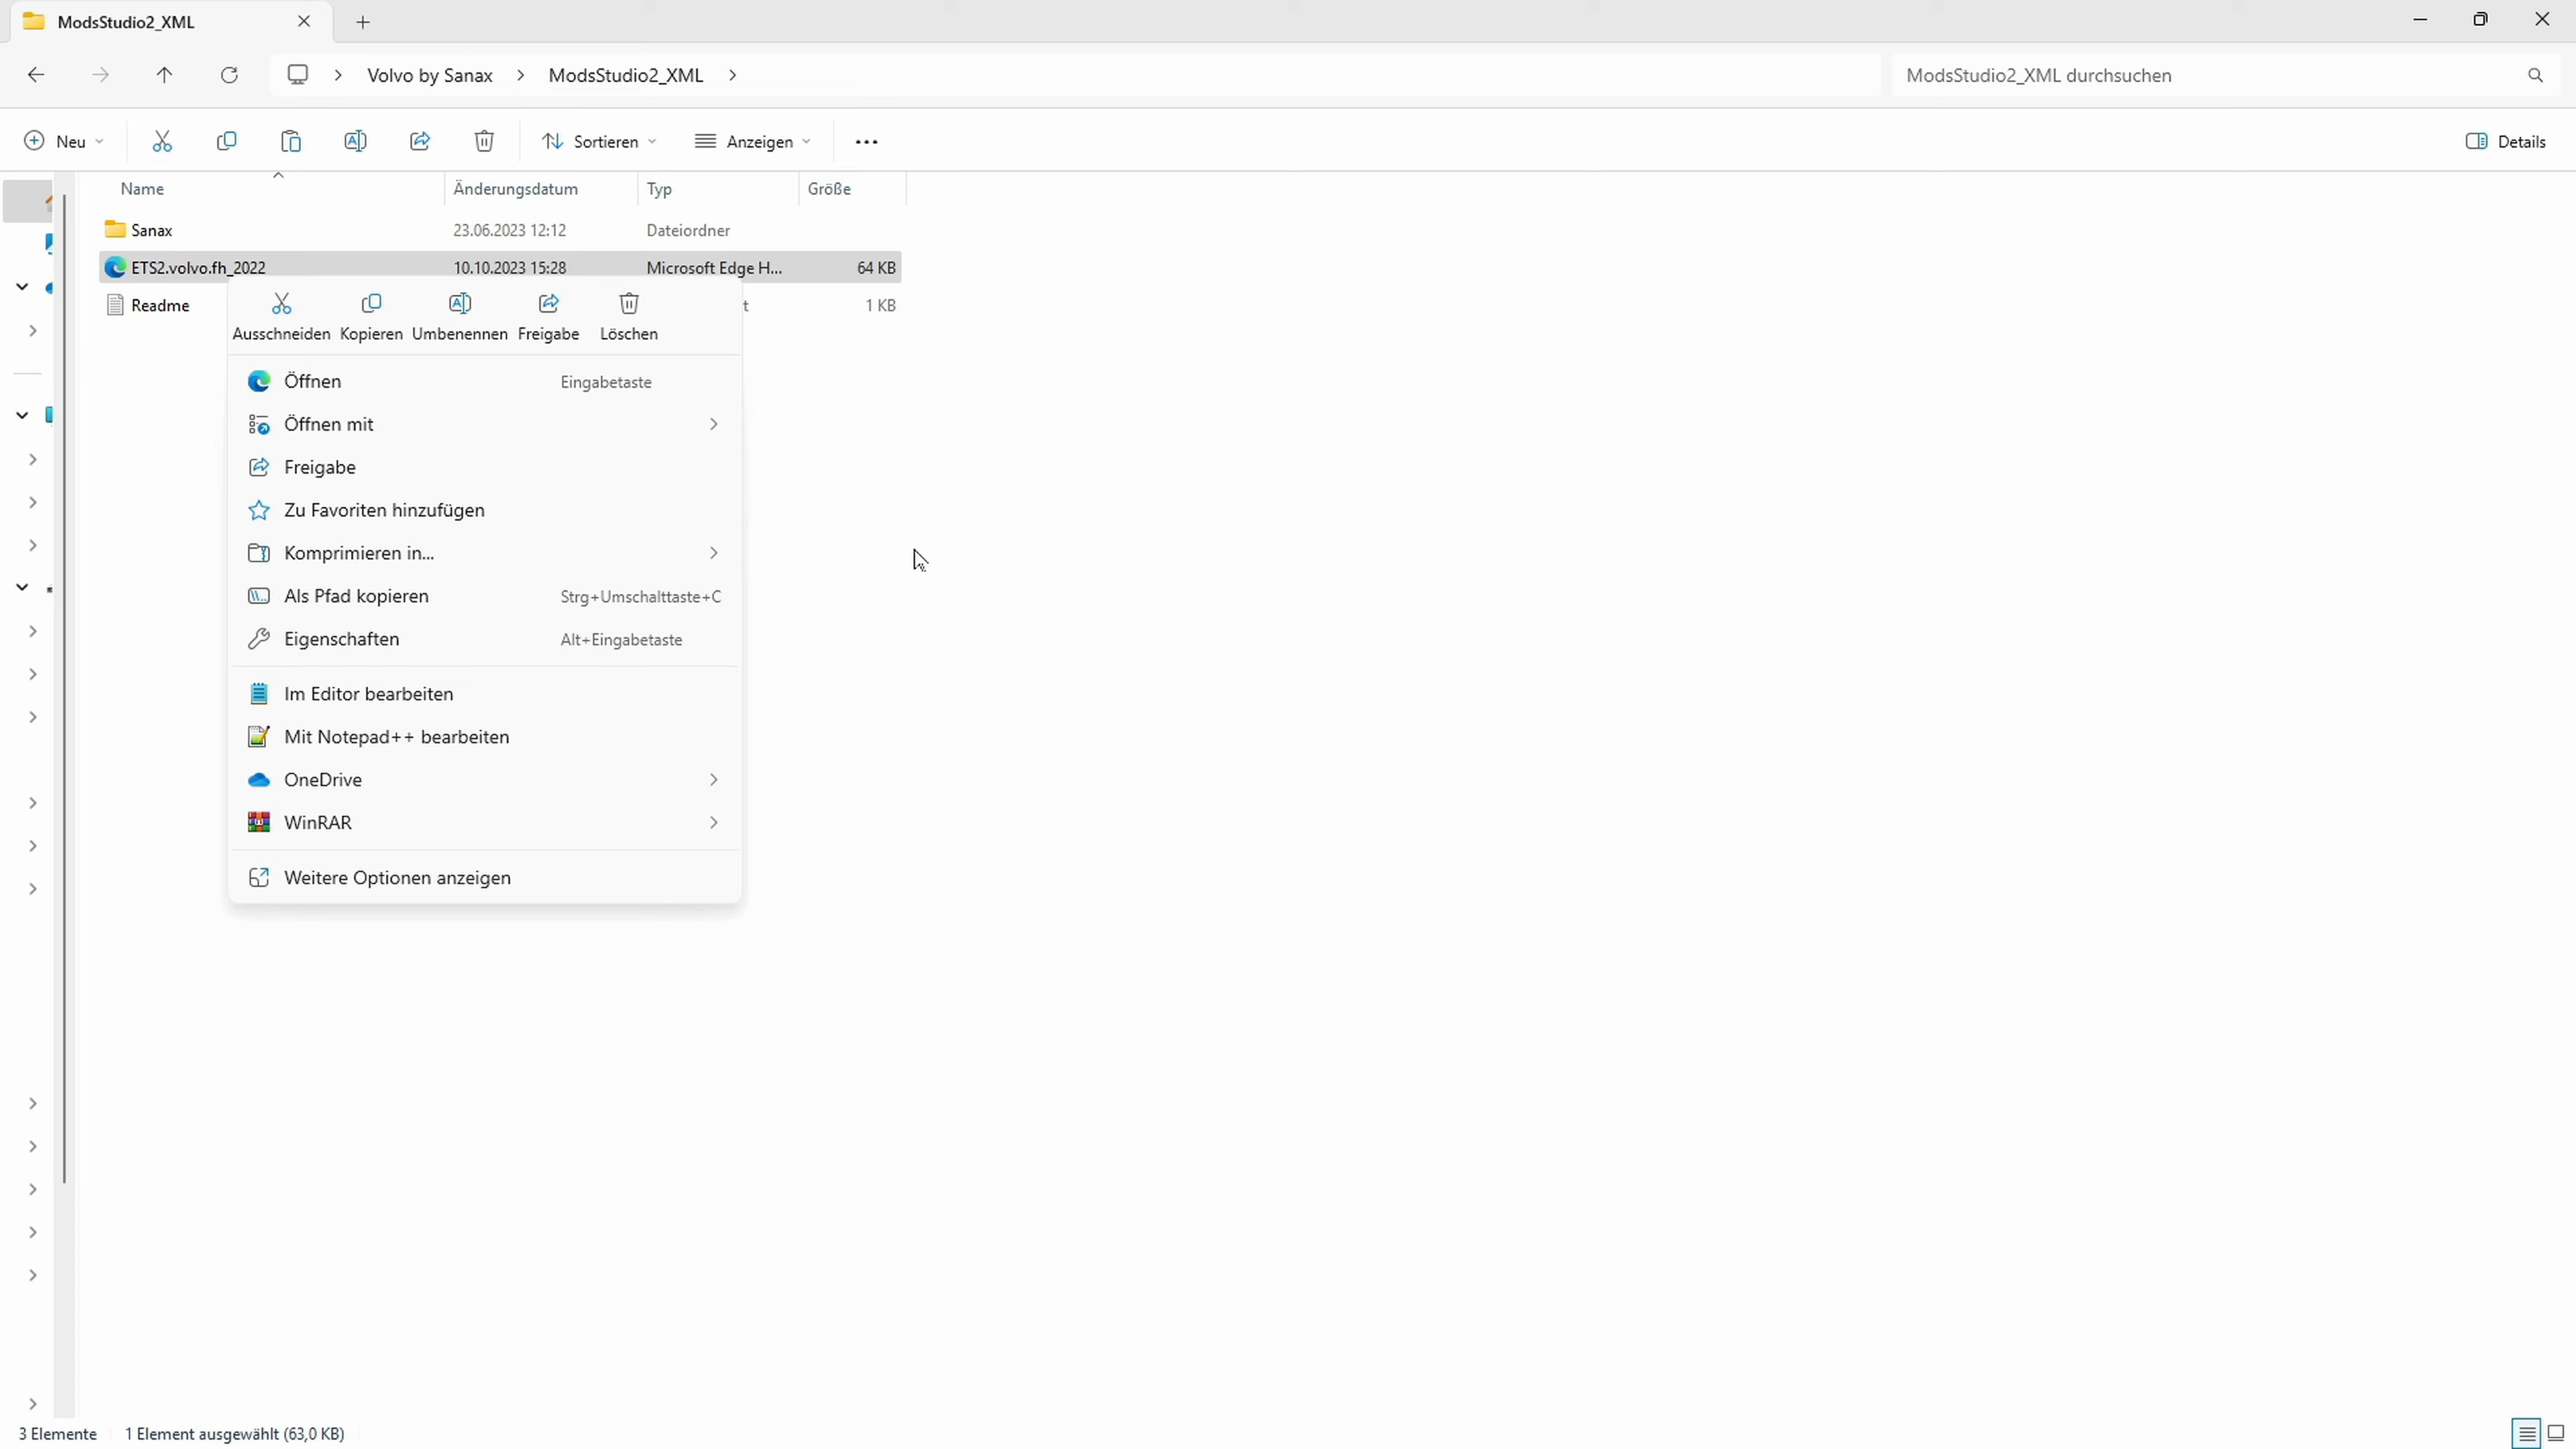 ModsStudio2_XML
Volvo by Sanax ModsStudio2_XML
ModsStudio2_XML durchsuchen
Neu Sortieren Anzeigen Details
Name Änderungsdatum Typ Größe
Sanax 23.06.2023 12:12 Dateiordner
ETS2.volvo.fh_2022 10.10.2023 15:28 Microsoft Edge H... 64 KB
Readme t 1 KB
Ausschneiden Kopieren Umbenennen Freigabe Löschen
Öffnen Eingabetaste
Öffnen mit
Freigabe
Zu Favoriten hinzufügen
Komprimieren in...
Als Pfad kopieren Strg+Umschalttaste+C
Eigenschaften Alt+Eingabetaste
Im Editor bearbeiten
Mit Notepad++ bearbeiten
OneDrive
WinRAR
Weitere Optionen anzeigen
3 Elemente 1 Element ausgewählt (63,0 KB)